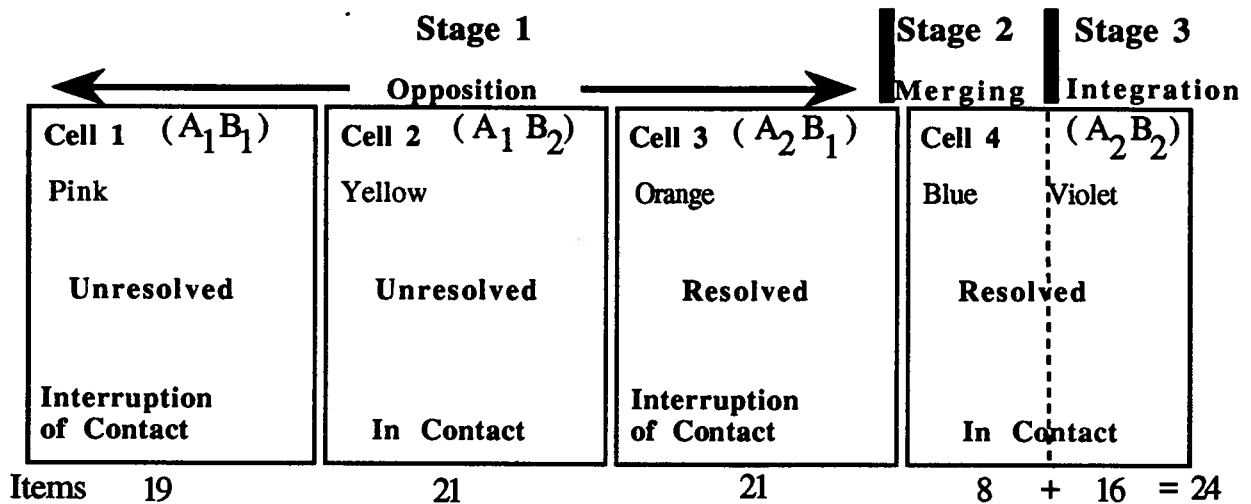 Stage 1 Stage 2 Stage 3
Opposition Merging Integration
Cell 1 (A₁B₁) Cell 2 (A₁B₂) Cell 3 (A₂B₁) Cell 4 (A₂B₂)
Pink Yellow Orange Blue Violet
Unresolved Unresolved Resolved Resolved
Interruption of Contact In Contact Interruption of Contact In Contact
Items 19 21 21 8 + 16 = 24